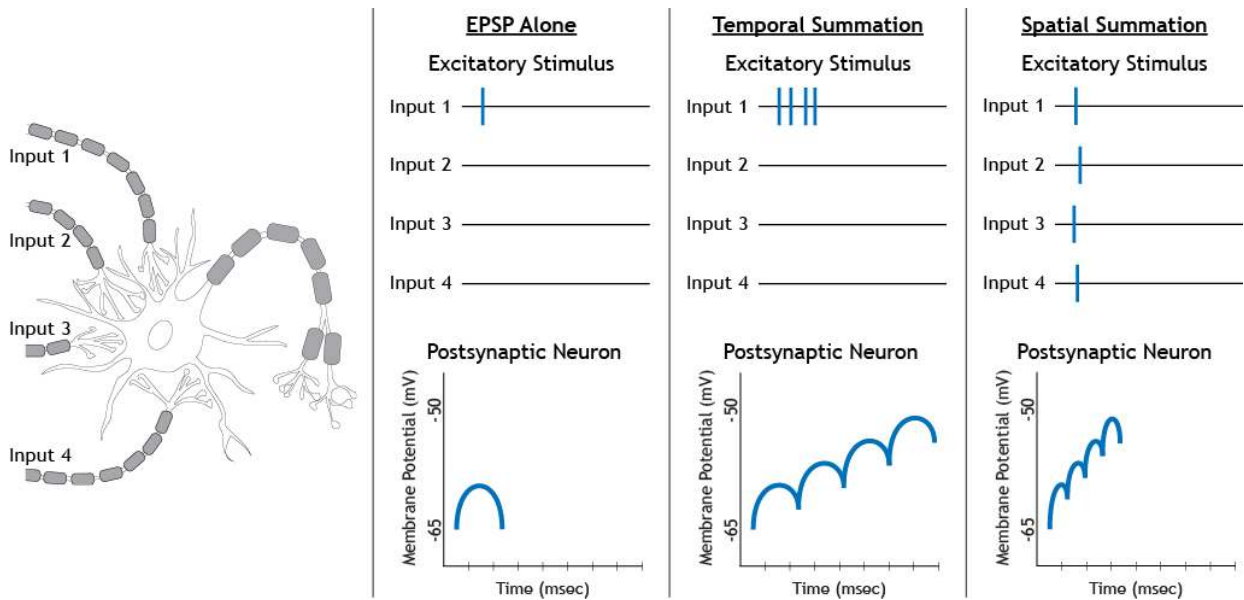 Input 1
Input 2
Input 3
Input 4
EPSP Alone
Excitatory Stimulus
Input 1
Input 2
Input 3
Input 4
Postsynaptic Neuron
Membrane Potential (mV)
-50
-65
Time (msec)
Temporal Summation
Excitatory Stimulus
Input 1
Input 2
Input 3
Input 4
Postsynaptic Neuron
Membrane Potential (mV)
-50
-65
Time (msec)
Spatial Summation
Excitatory Stimulus
Input 1
Input 2
Input 3
Input 4
Postsynaptic Neuron
Membrane Potential (mV)
-50
-65
Time (msec)